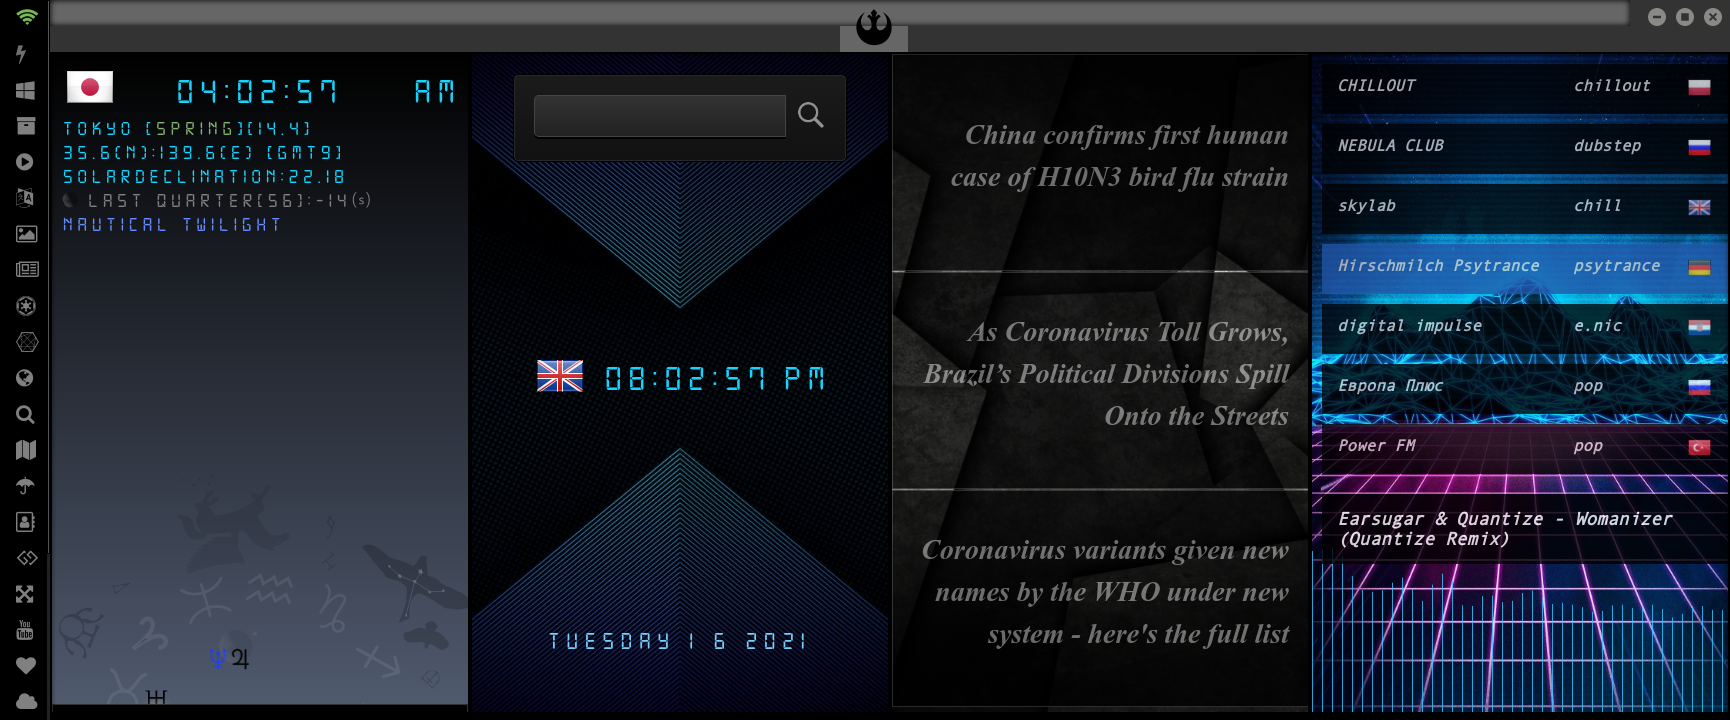 04:02:57 AM
TOKYO [SPRING][14.4]
35.6(N):139.6(E) [GMT9]
SOLARDECLINATION:22.18
LAST QUARTER[56]:-14(s)
NAUTICAL TWILIGHT
08:02:57 PM
TUESDAY 1 6 2021
China confirms first human
case of H10N3 bird flu strain
As Coronavirus Toll Grows,
Brazil’s Political Divisions Spill
Onto the Streets
Coronavirus variants given new
names by the WHO under new
system - here's the full list
CHILLOUT chillout
NEBULA CLUB dubstep
skylab chill
Hirschmilch Psytrance psytrance
digital impulse e.nic
Европа Плюс pop
Power FM pop
Earsugar & Quantize - Womanizer
(Quantize Remix)
You
Tube